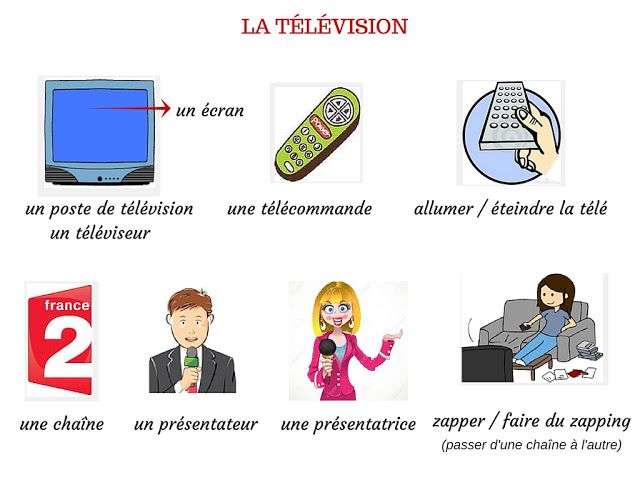 LA TÉLÉVISION
un écran
un poste de télévision
un téléviseur
une télécommande
allumer / éteindre la télé
power
france
2
une chaîne
un présentateur
une présentatrice
zapper / faire du zapping
(passer d'une chaîne à l'autre)